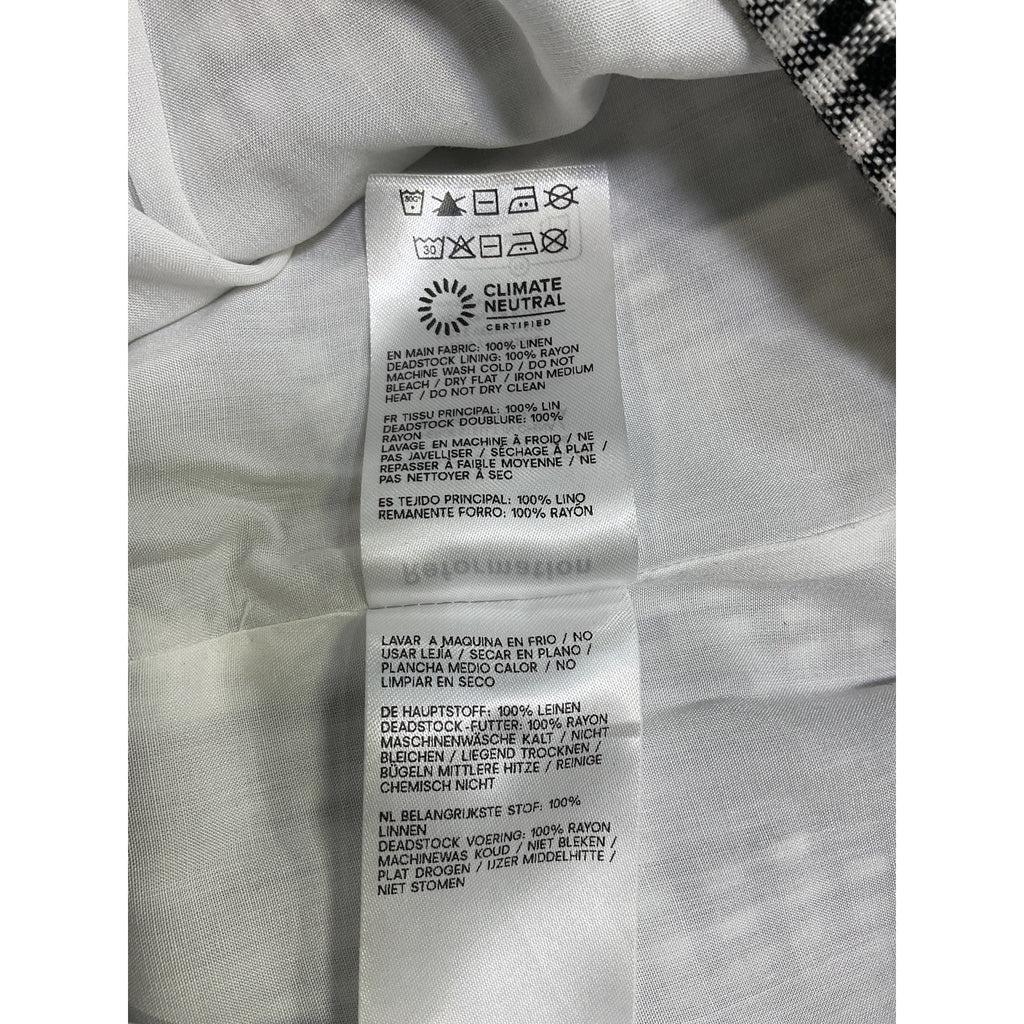 30C°
30
CLIMATE
NEUTRAL
CERTIFIED
EN MAIN FABRIC: 100% LINEN
DEADSTOCK LINING: 100% RAYON
MACHINE WASH COLD / DO NOT
BLEACH / DRY FLAT / IRON MEDIUM
HEAT / DO NOT DRY CLEAN
FR TISSU PRINCIPAL: 100% LIN
DEADSTOCK DOUBLURE: 100%
RAYON
LAVAGE EN MACHINE À FROID / NE
PAS JAVELLISER / SÉCHAGE À PLAT /
REPASSER À FAIBLE MOYENNE / NE
PAS NETTOYER À SEC
ES TEJIDO PRINCIPAL: 100% LINO
REMANENTE FORRO: 100% RAYÓN
Reformation
LAVAR A MAQUINA EN FRIO / NO
USAR LEJÍA / SECAR EN PLANO /
PLANCHA MEDIO CALOR / NO
LIMPIAR EN SECO
DE HAUPTSTOFF: 100% LEINEN
DEADSTOCK-FUTTER: 100% RAYON
MASCHINENWÄSCHE KALT / NICHT
BLEICHEN / LIEGEND TROCKNEN /
BÜGELN MITTLERE HITZE / REINIGE
CHEMISCH NICHT
NL BELANGRIJKSTE STOF: 100%
LINNEN
DEADSTOCK VOERING: 100% RAYON
MACHINEWAS KOUD / NIET BLEKEN /
PLAT DROGEN / IJZER MIDDELHITTE /
NIET STOMEN